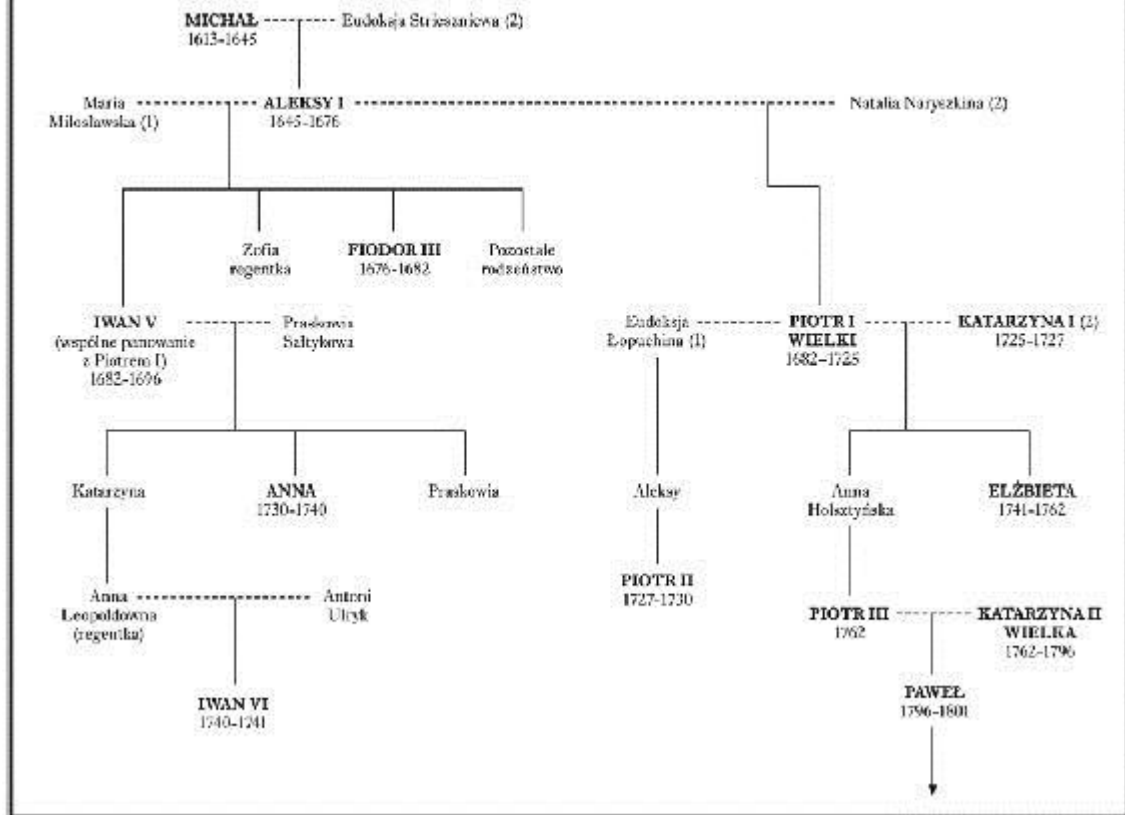 MICHAŁ
1613-1645
Eudoksja Strieszniewa (2)
Maria
Miłosławska (1)
ALEKSY I
1645-1676
Natalia Naryszkina (2)
Zofia
regentka
FIODOR III
1676-1682
Pozostałe
rodzeństwo
IWAN V
(wspólne panowanie
z Piotrem I)
1682-1696
Praskowia
Sałtykowa
Eudoksja
Łopuchina (1)
PIOTR I
WIELKI
1682-1725
KATARZYNA I (2)
1725-1727
Katarzyna
ANNA
1730-1740
Praskowia
Aleksy
Anna
Holsztyńska
ELŻBIETA
1741-1762
Anna
Leopoldowna
(regentka)
Antoni
Ulryk
PIOTR II
1727-1730
PIOTR III
1762
KATARZYNA II
WIELKA
1762-1796
IWAN VI
1740-1741
PAWEŁ
1796-1801